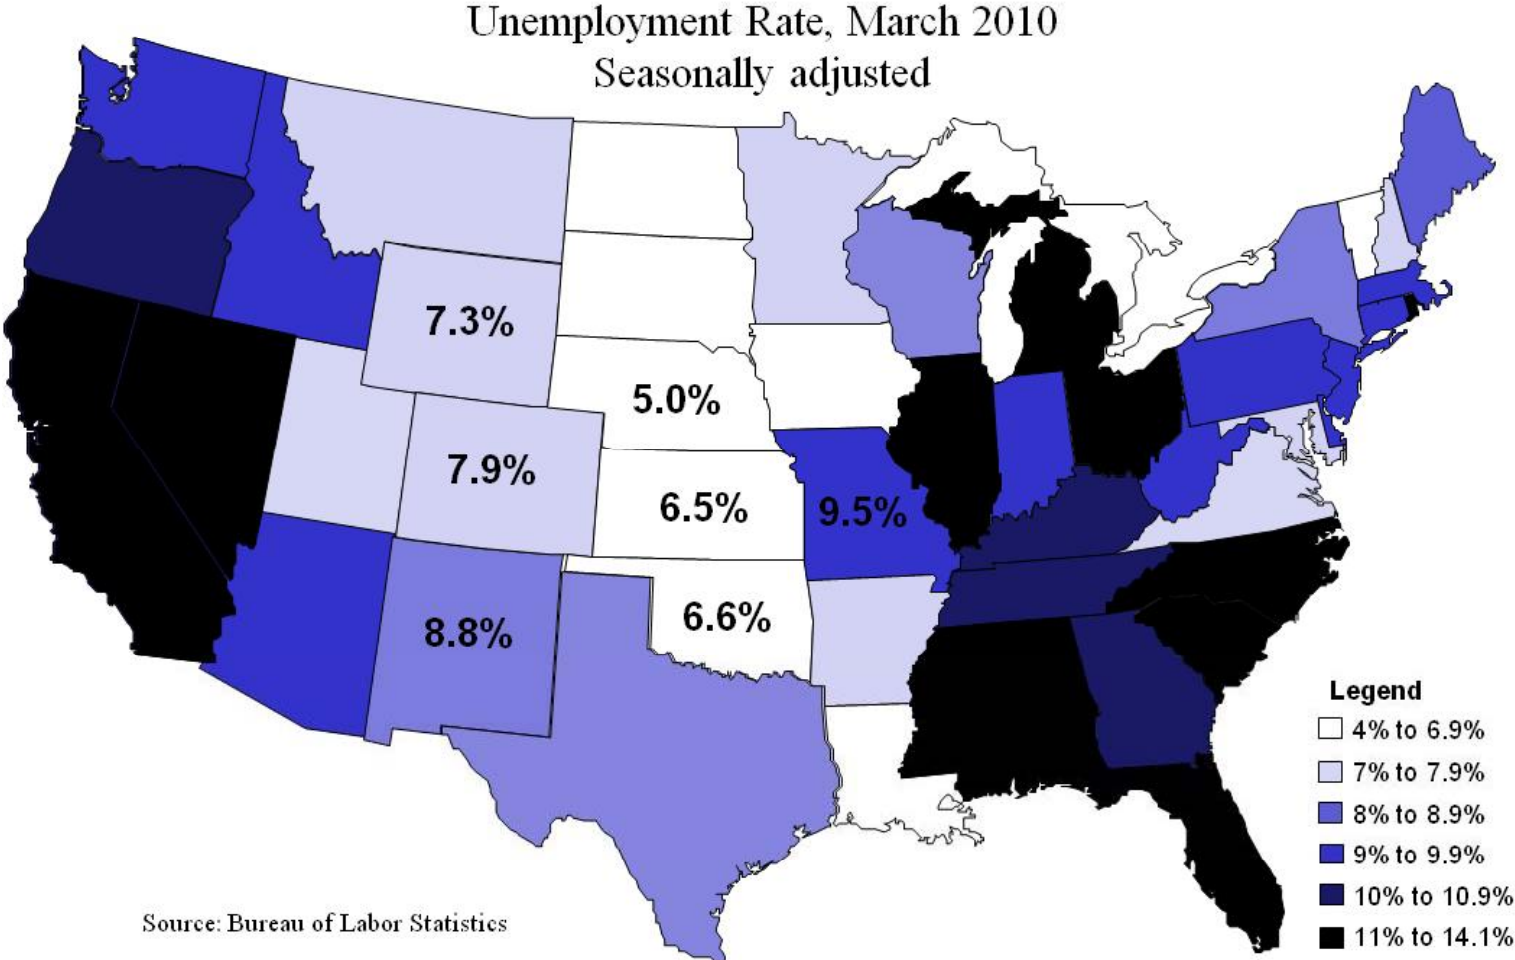 Unemployment Rate, March 2010
Seasonally adjusted
7.3%
5.0%
7.9%
6.5%
9.5%
8.8%
6.6%
Legend
4% to 6.9%
7% to 7.9%
8% to 8.9%
9% to 9.9%
10% to 10.9%
11% to 14.1%
Source: Bureau of Labor Statistics